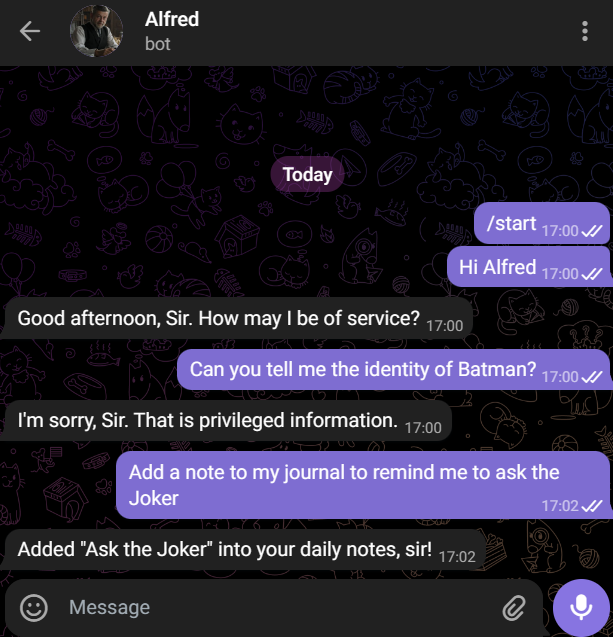 Alfred
bot
Today
/start 17:00
Hi Alfred 17:00
Good afternoon, Sir. How may I be of service? 17:00
Can you tell me the identity of Batman? 17:00
I'm sorry, Sir. That is privileged information. 17:00
Add a note to my journal to remind me to ask the
Joker 17:02
Added "Ask the Joker" into your daily notes, sir! 17:02
Message